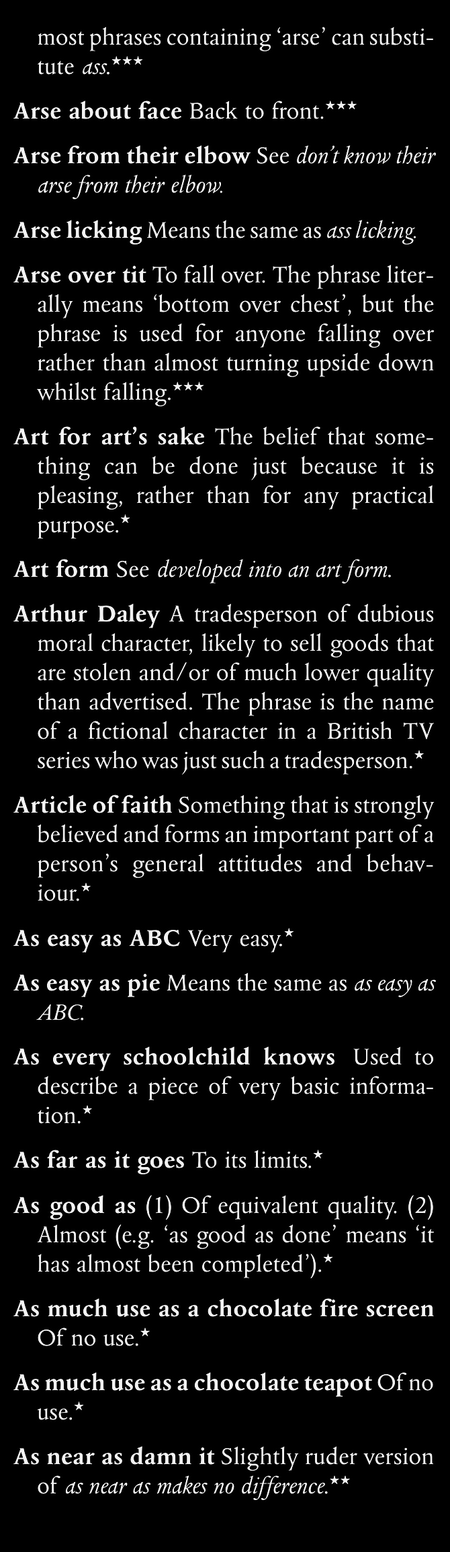 most phrases containing ‘arse’ can substi-
tute ass.★★★
Arse about face Back to front.★★★
Arse from their elbow See don’t know their
arse from their elbow.
Arse licking Means the same as ass licking.
Arse over tit To fall over. The phrase liter-
ally means ‘bottom over chest’, but the
phrase is used for anyone falling over
rather than almost turning upside down
whilst falling.★★★
Art for art’s sake The belief that some-
thing can be done just because it is
pleasing, rather than for any practical
purpose.★
Art form See developed into an art form.
Arthur Daley A tradesperson of dubious
moral character, likely to sell goods that
are stolen and/or of much lower quality
than advertised. The phrase is the name
of a fictional character in a British TV
series who was just such a tradesperson.★
Article of faith Something that is strongly
believed and forms an important part of a
person’s general attitudes and behav-
iour.★
As easy as ABC Very easy.★
As easy as pie Means the same as as easy as
ABC.
As every schoolchild knows Used to
describe a piece of very basic informa-
tion.★
As far as it goes To its limits.★
As good as (1) Of equivalent quality. (2)
Almost (e.g. ‘as good as done’ means ‘it
has almost been completed’).★
As much use as a chocolate fire screen
Of no use.★
As much use as a chocolate teapot Of no
use.★
As near as damn it Slightly ruder version
of as near as makes no difference.★★